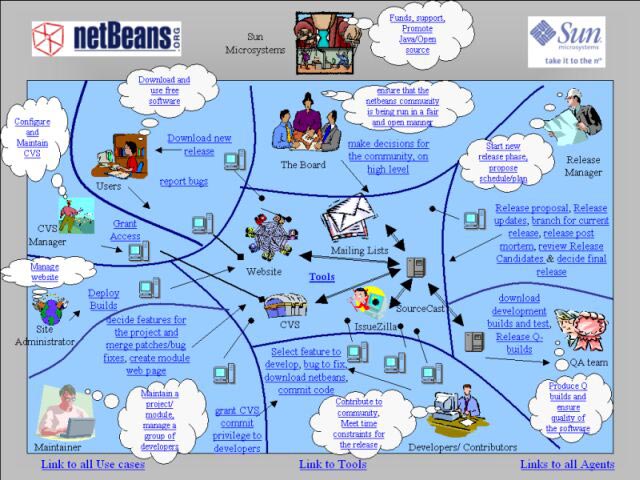 netBeans.ORG
Sun
Microsystems
Funds, support,
Promote
Java/Open
source
Sun
microsystems
take it to the nth
Download and
use free
software
Configure
and
Maintain
CVS
Users
Download new
release
report bugs
ensure that the
netbeans community
is being run in a fair
and open manner
The Board
make decisions for
the community, on
high level
Start new
release phase,
propose
schedule/plan
Release
Manager
CVS
Manager
Grant
Access
Mailing Lists
Release proposal, Release
updates, branch for current
release, release post
mortem, review Release
Candidates & decide final
release
Manage
website
Website
Tools
Deploy
Builds
Site
Administrator
CVS
IssueZilla
SourceCast
download
development
builds and test,
Release Q-
builds
QA team
decide features for
the project and
merge patches/bug
fixes, create module
web page
Select feature to
develop, bug to fix,
download netbeans,
commit code
Maintain a
project/
module,
manage a
group of
developers
Maintainer
grant CVS
commit
privilege to
developers
Contribute to
community,
Meet time
constraints for
the release
Developers/ Contributors
Produce Q
builds and
ensure
quality of
the software
Link to all Use cases
Link to Tools
Links to all Agents